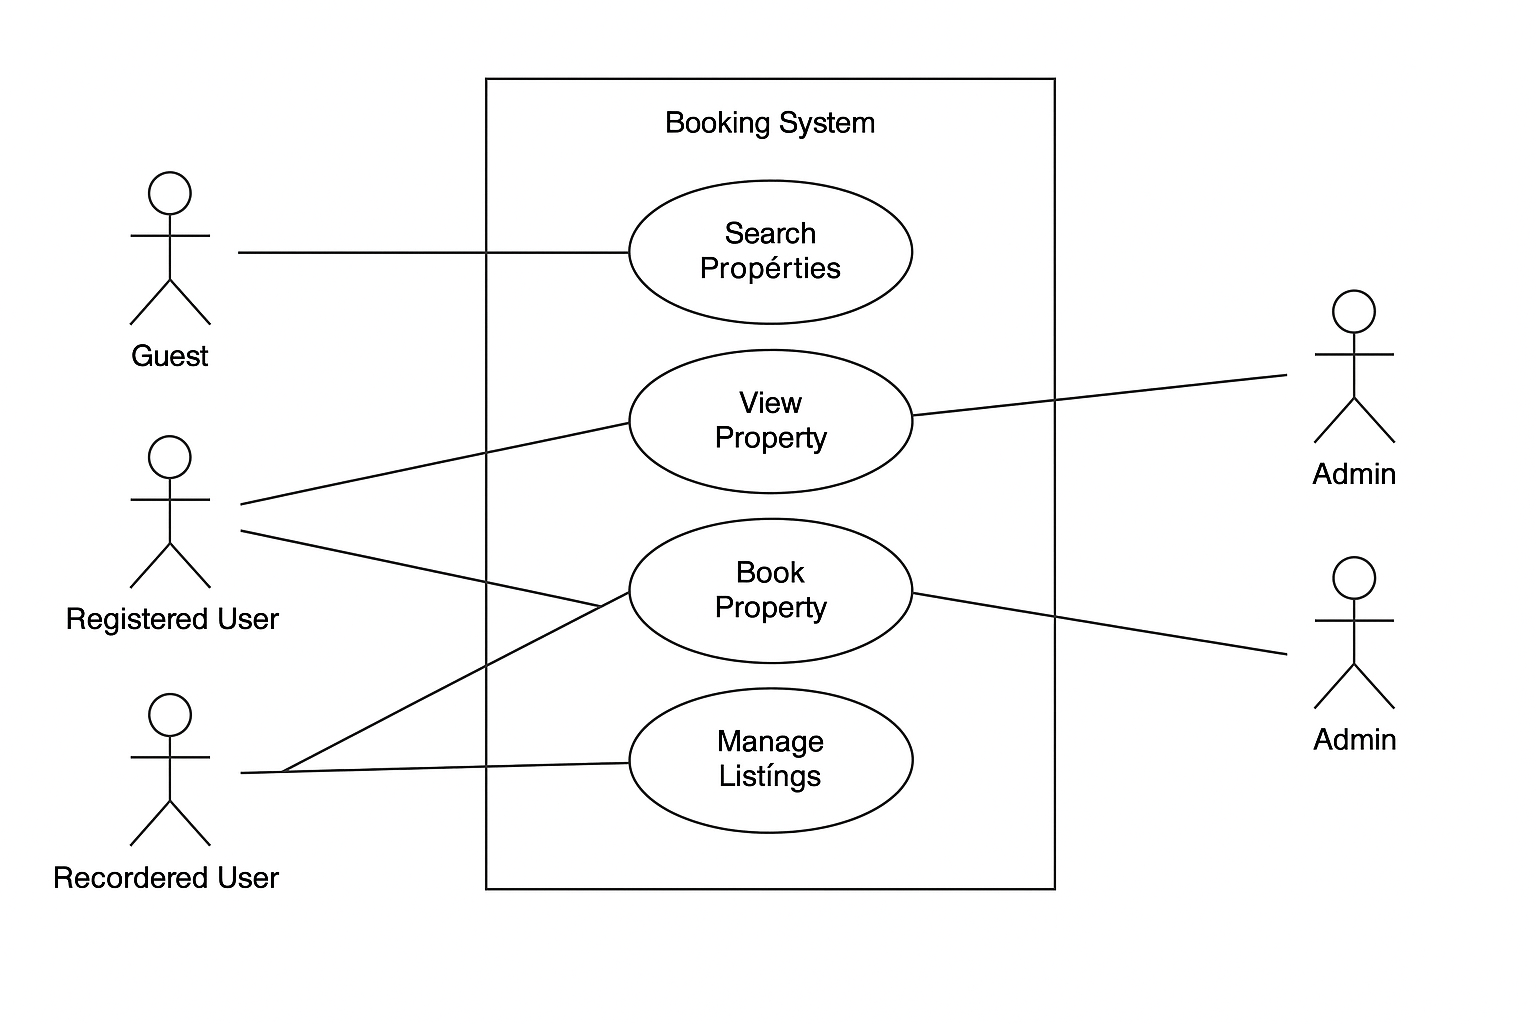 Booking System
Search
Propérties
Guest
View
Property
Admin
Registered User
Book
Property
Admin
Manage
Listíngs
Recordered User